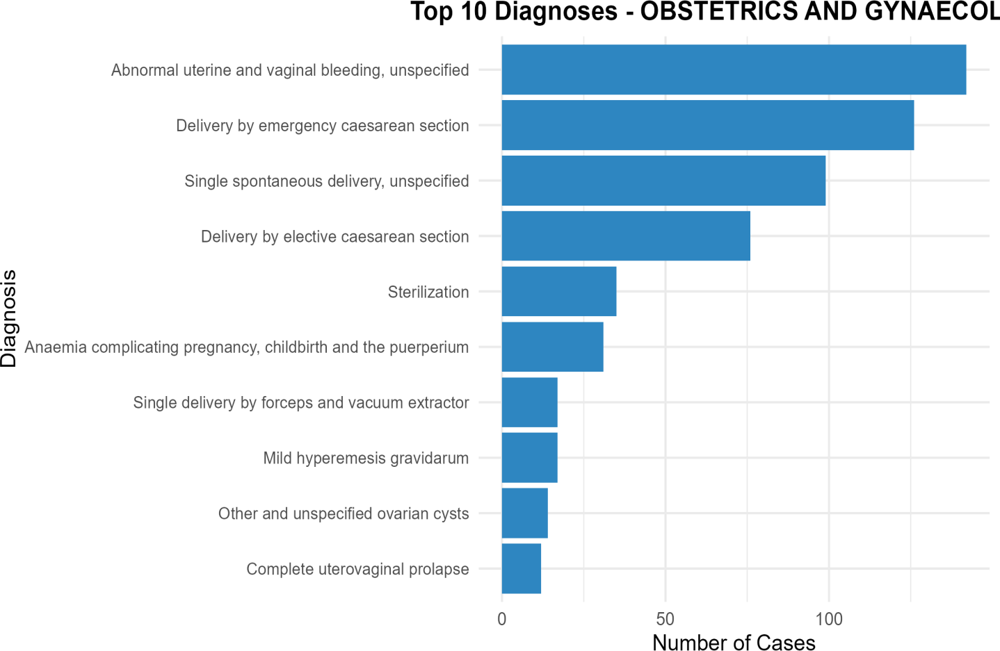 Top 10 Diagnoses - OBSTETRICS AND GYNAECOL
Abnormal uterine and vaginal bleeding, unspecified
Delivery by emergency caesarean section
Single spontaneous delivery, unspecified
Delivery by elective caesarean section
Sterilization
Anaemia complicating pregnancy, childbirth and the puerperium
Single delivery by forceps and vacuum extractor
Mild hyperemesis gravidarum
Other and unspecified ovarian cysts
Complete uterovaginal prolapse
Diagnosis
0 50 100
Number of Cases